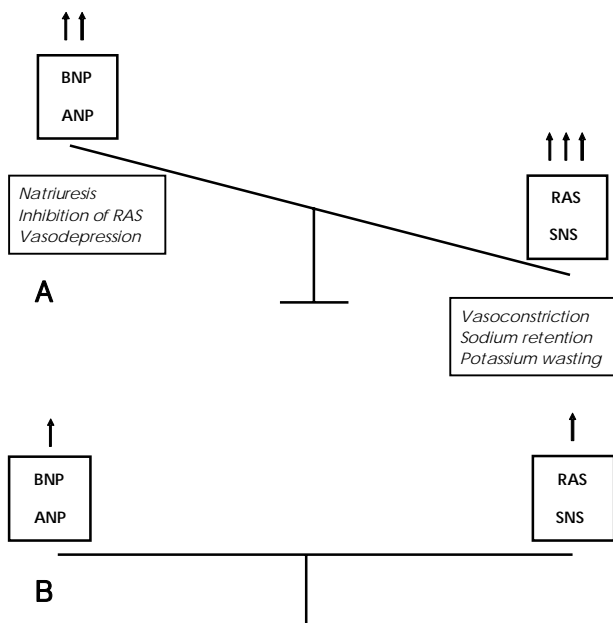 BNP
ANP
Natriuresis
Inhibition of RAS
Vasodepression
RAS
SNS
A
Vasoconstriction
Sodium retention
Potassium wasting
BNP
ANP
RAS
SNS
B